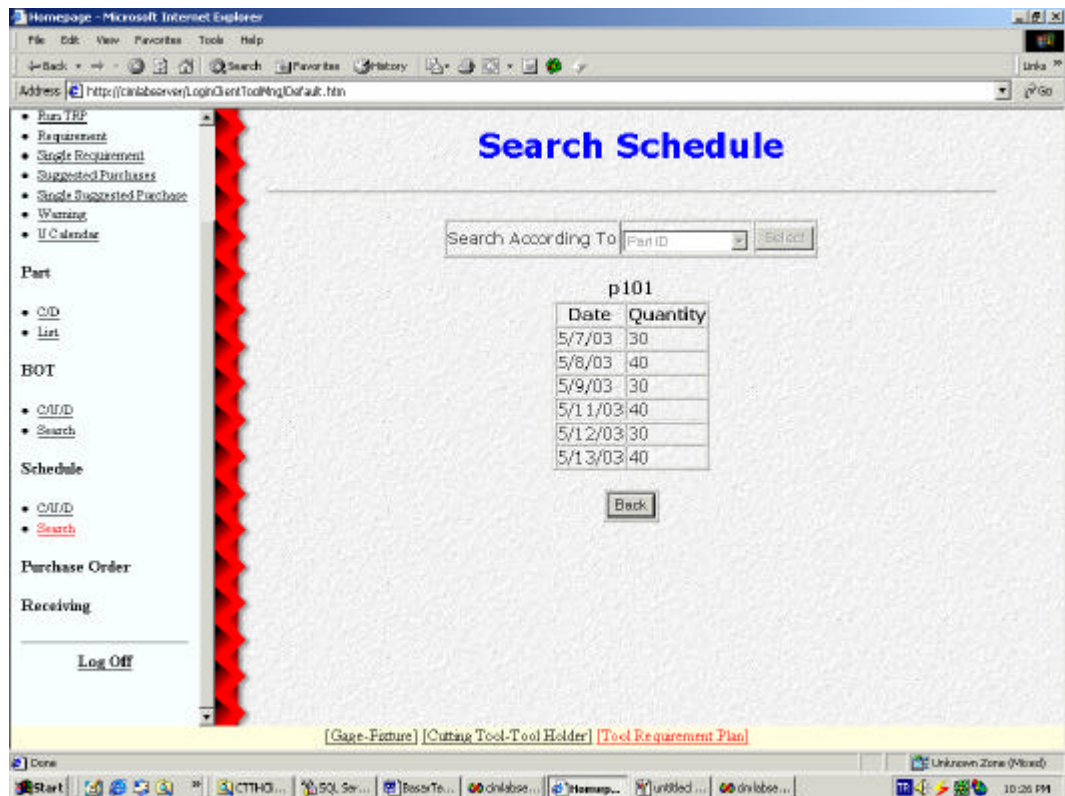 Homepage - Microsoft Internet Explorer
File Edit View Favorites Tools Help
Back Search Favorites History Links »
Address http://cimlabserver/LoginClientToolMng/Default.htm Go
Run TRP
Requirement
Single Requirement
Suggested Purchases
Single Suggested Purchase
Warning
U Calendar
Part
C/D
List
BOT
C/U/D
Search
Schedule
C/U/D
Search
Purchase Order
Receiving
Log Off
Search Schedule
Search According To Part ID Select
p101
Date Quantity
5/7/03 30
5/8/03 40
5/9/03 30
5/11/03 40
5/12/03 30
5/13/03 40
Back
[Gage-Fixture] [Cutting Tool-Tool Holder] [Tool Requirement Plan]
Done Unknown Zone (Mixed)
Start » CTTHO... SQL Ser... BasarTe... Homep... untitled ... 10:26 PM